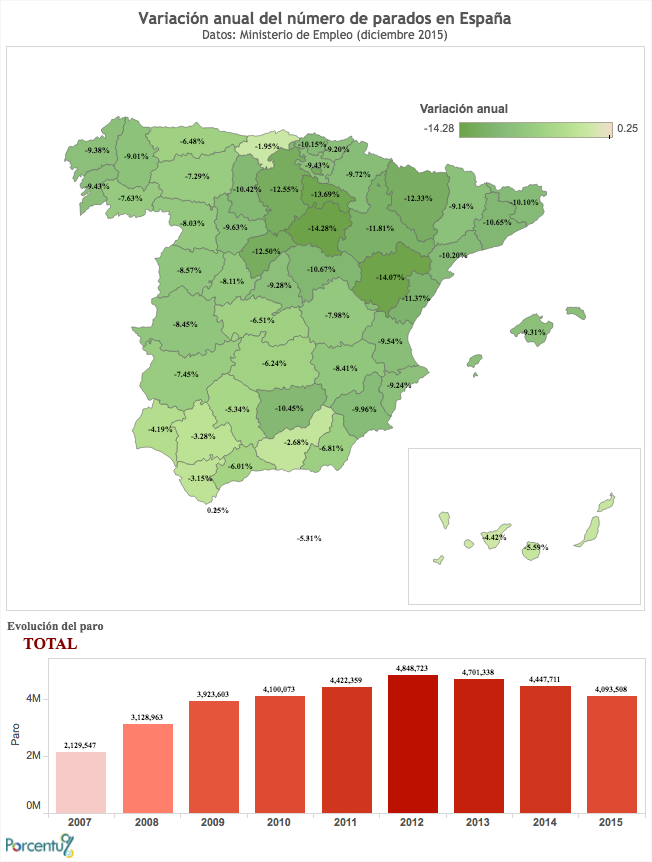 Variación anual del número de parados en España
Datos: Ministerio de Empleo (diciembre 2015)
Variación anual
-14.28 0.25
-6.48% -1.95% -10.15% -9.20%
-9.38% -9.01% -9.43% -9.72%
-7.29%
-9.43% -7.63% -10.42% -12.55% -13.69% -12.33% -9.14% -10.10%
-8.03% -9.63% -14.28% -11.81% -10.65%
-12.50% -10.20%
-8.57% -8.11% -9.28% -10.67% -14.07%
-11.37%
-8.45% -6.51% -7.98% -9.31%
-9.54%
-7.45% -6.24% -8.41%
-9.24%
-5.34% -10.45% -9.96%
-4.19% -3.28% -2.68% -6.81%
-3.15% -6.01%
0.25%
-5.31% -4.42% -5.59%
Evolución del paro
TOTAL
Paro
4M
2M
0M
2,129,547 3,128,963 3,923,603 4,100,073 4,422,359 4,848,723 4,701,338 4,447,711 4,093,508
2007 2008 2009 2010 2011 2012 2013 2014 2015
Porcentu%